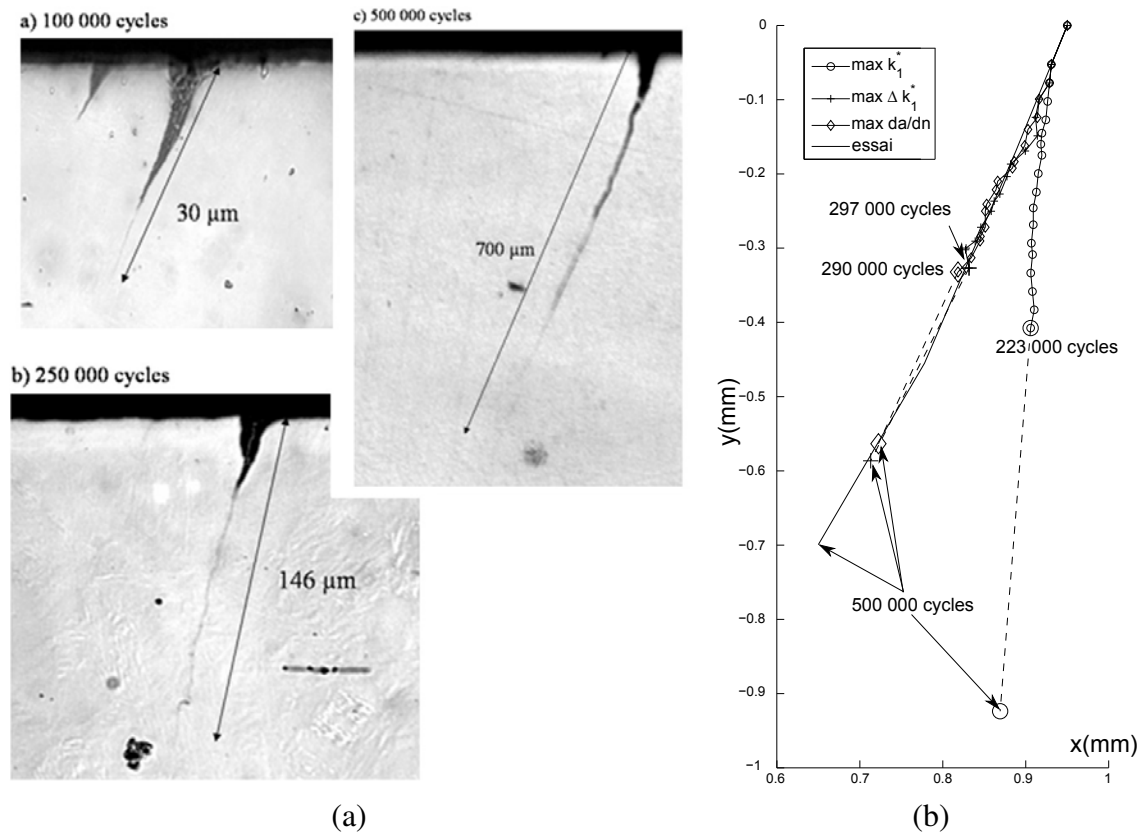 a) 100 000 cycles
30 µm
b) 250 000 cycles
146 µm
c) 500 000 cycles
700 µm
(a)
max k₁*
max Δ k₁*
max da/dn
essai
0
−0.1
−0.2
−0.3
−0.4
−0.5
−0.6
−0.7
−0.8
−0.9
−1
y(mm)
297 000 cycles
290 000 cycles
223 000 cycles
500 000 cycles
x(mm)
0.6
0.7
0.8
0.9
1
(b)